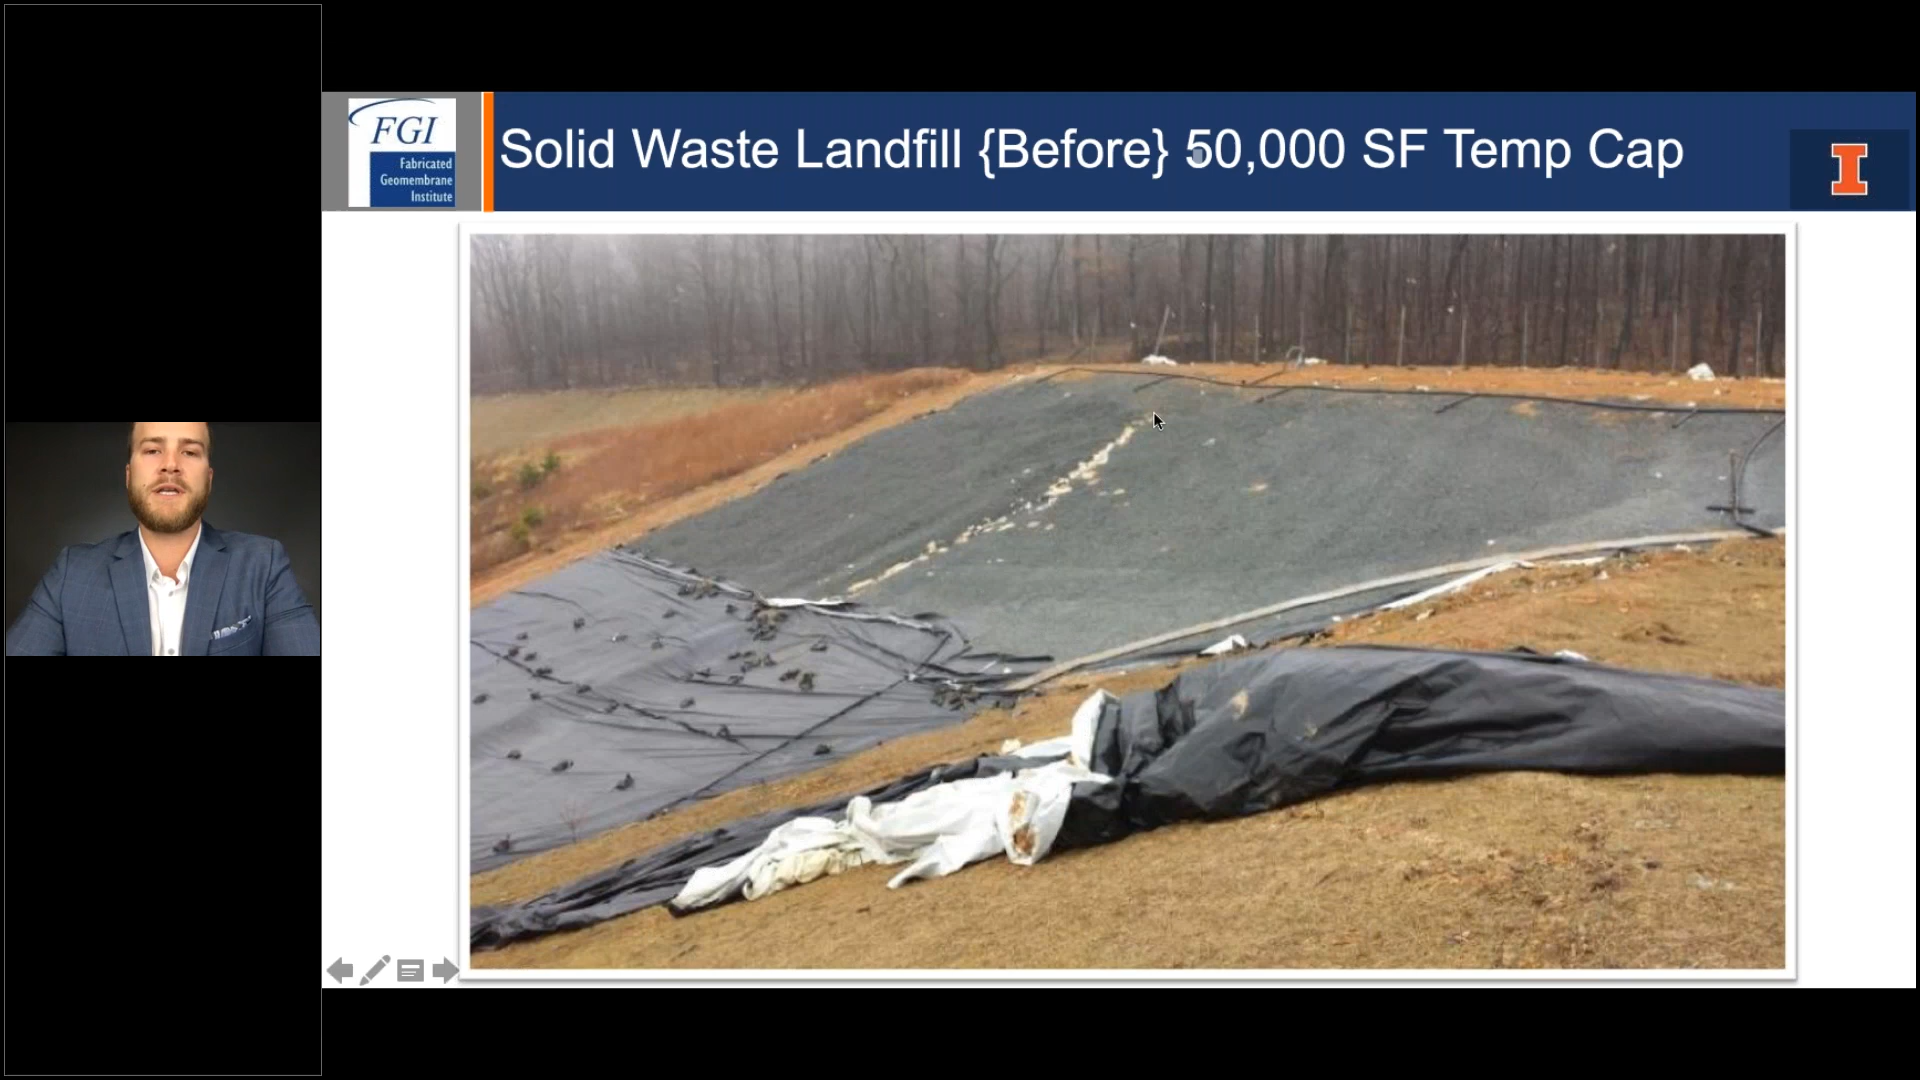 FGI
Fabricated
Geomembrane
Institute
Solid Waste Landfill {Before} 50,000 SF Temp Cap
I